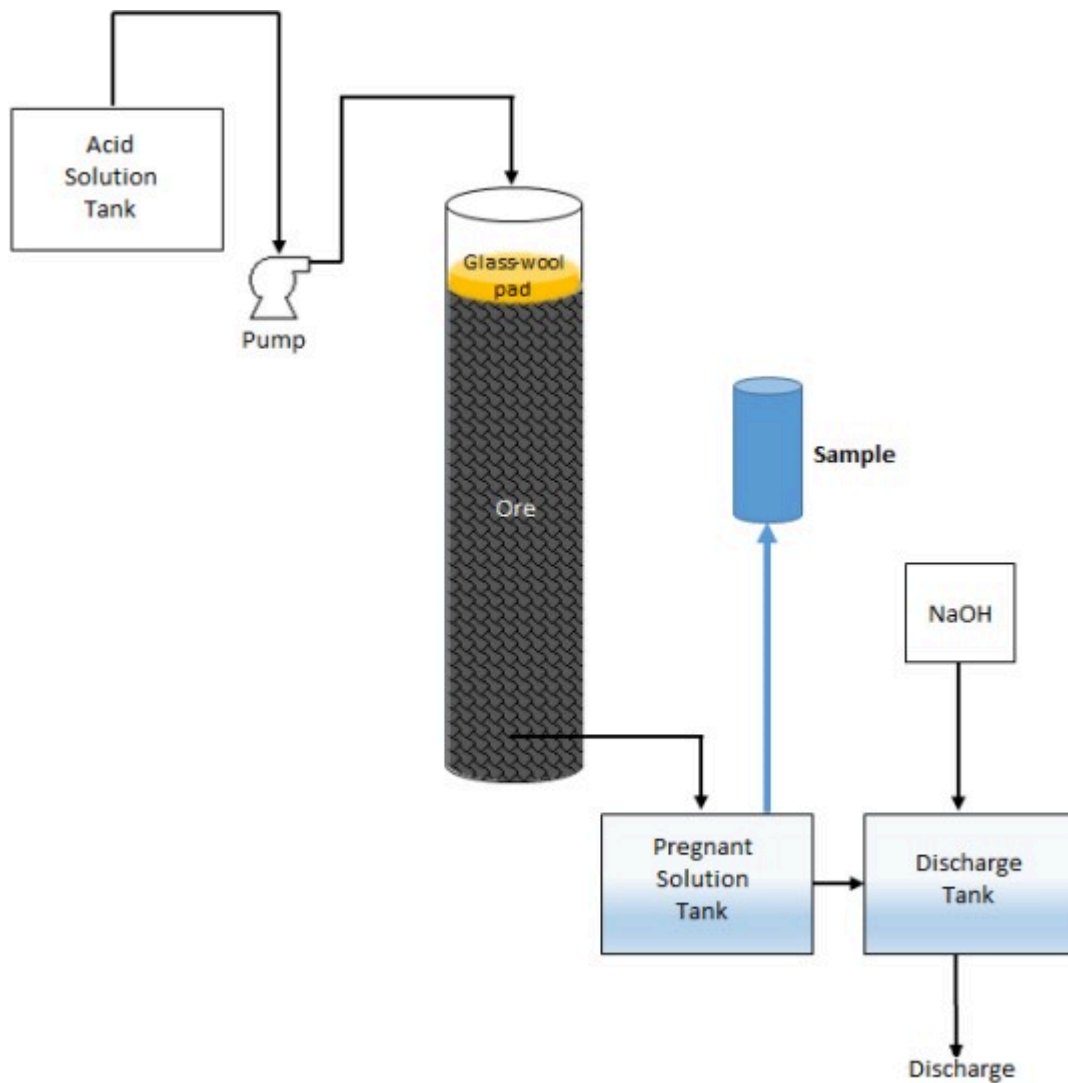 Acid
Solution
Tank
Pump
Glass-wool
pad
Ore
Sample
NaOH
Pregnant
Solution
Tank
Discharge
Tank
Discharge